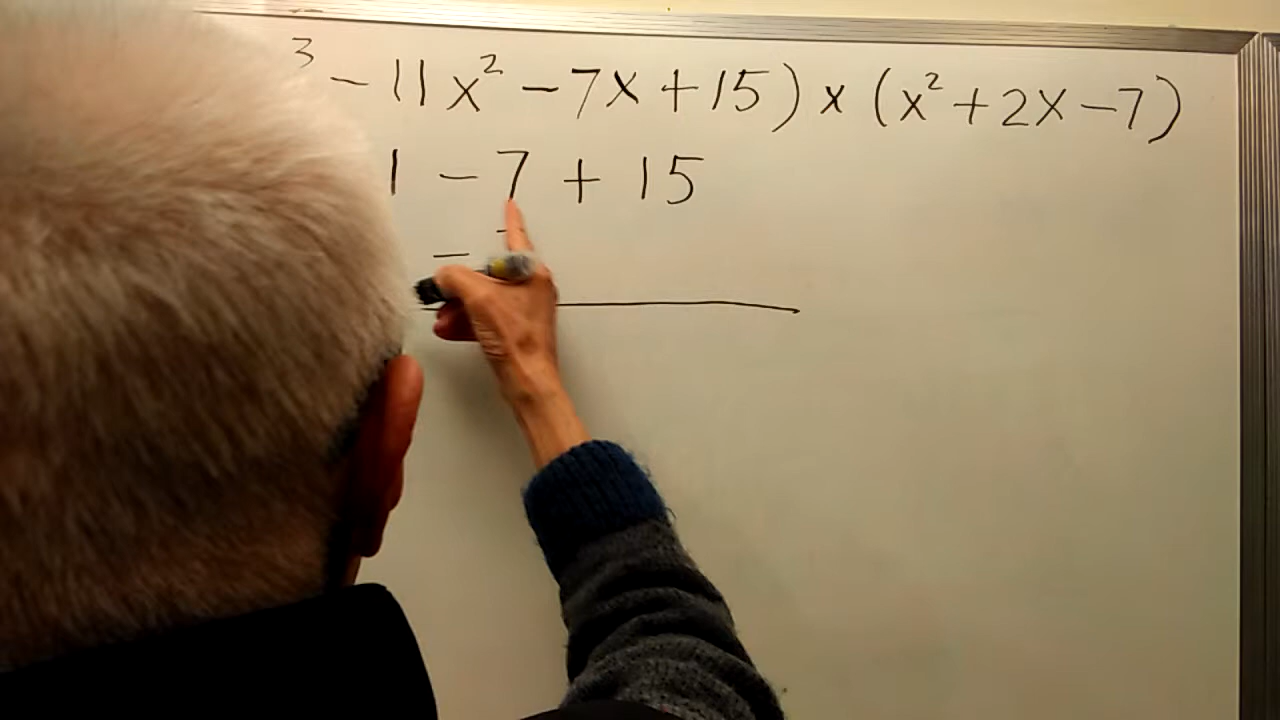 ³ - 11x² - 7x + 15) x (x² + 2x - 7)
1 - 7 + 15
-